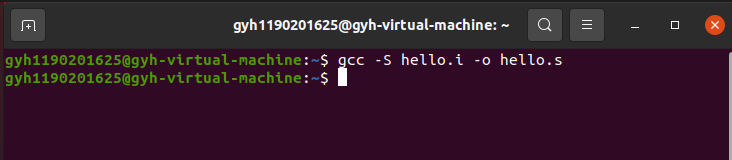 gyh1190201625@gyh-virtual-machine: ~
gyh1190201625@gyh-virtual-machine:~$ gcc -S hello.i -o hello.s
gyh1190201625@gyh-virtual-machine:~$